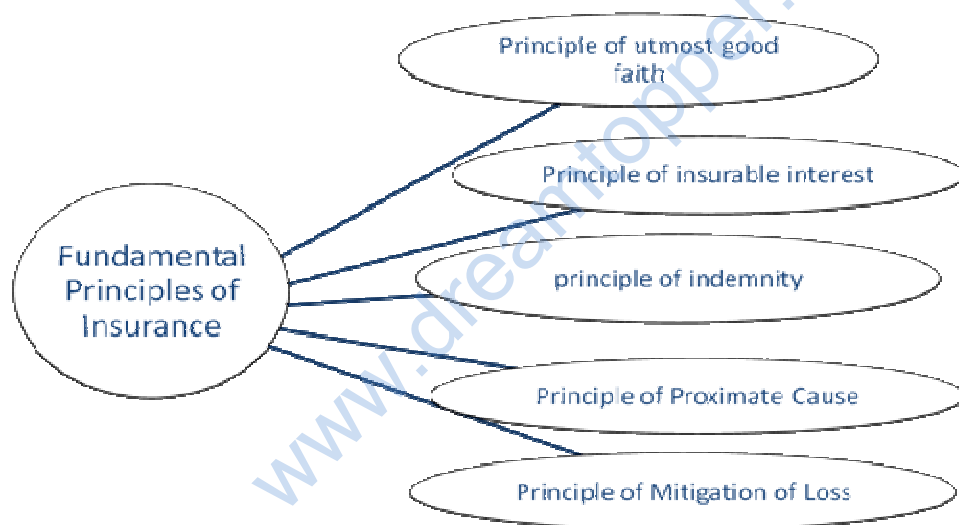 Principle of utmost good
faith
Principle of insurable interest
Fundamental
Principles of
Insurance
principle of indemnity
Principle of Proximate Cause
Principle of Mitigation of Loss
www.dreamtopper.